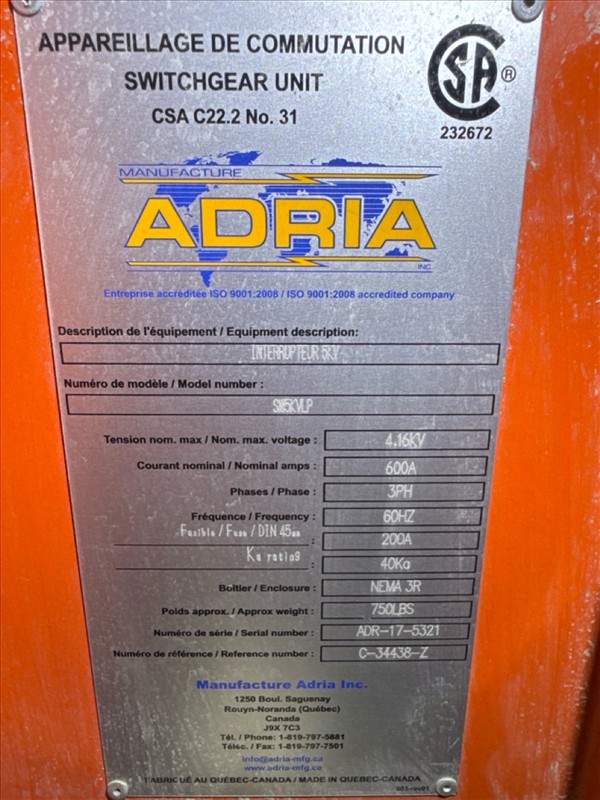 APPAREILLAGE DE COMMUTATION
SWITCHGEAR UNIT
CSA C22.2 No. 31
CSA ®
232672
MANUFACTURE
ADRIA
INC.
Entreprise accréditée ISO 9001:2008 / ISO 9001:2008 accredited company
Description de l'équipement / Equipment description:
INTERRUPTEUR 5KV
Numéro de modèle / Model number :
SW5KVLP
Tension nom. max / Nom. max. voltage : 4.16KV
Courant nominal / Nominal amps : 600A
Phases / Phase : 3PH
Fréquence / Frequency : 60HZ
Fusible / Fuse / DIN 45mm : 200A
Ka rating : 40Ka
Boîtier / Enclosure : NEMA 3R
Poids approx. / Approx weight : 750LBS
Numéro de série / Serial number : ADR-17-5321
Numéro de référence / Reference number : C-34438-Z
Manufacture Adria Inc.
1250 Boul. Saguenay
Rouyn-Noranda (Québec)
Canada
J9X 7C3
Tél. / Phone: 1-819-797-5881
Téléc. / Fax: 1-819-797-7501
info@adria-mfg.ca
www.adria-mfg.ca
FABRIQUÉ AU QUÉBEC-CANADA / MADE IN QUEBEC-CANADA